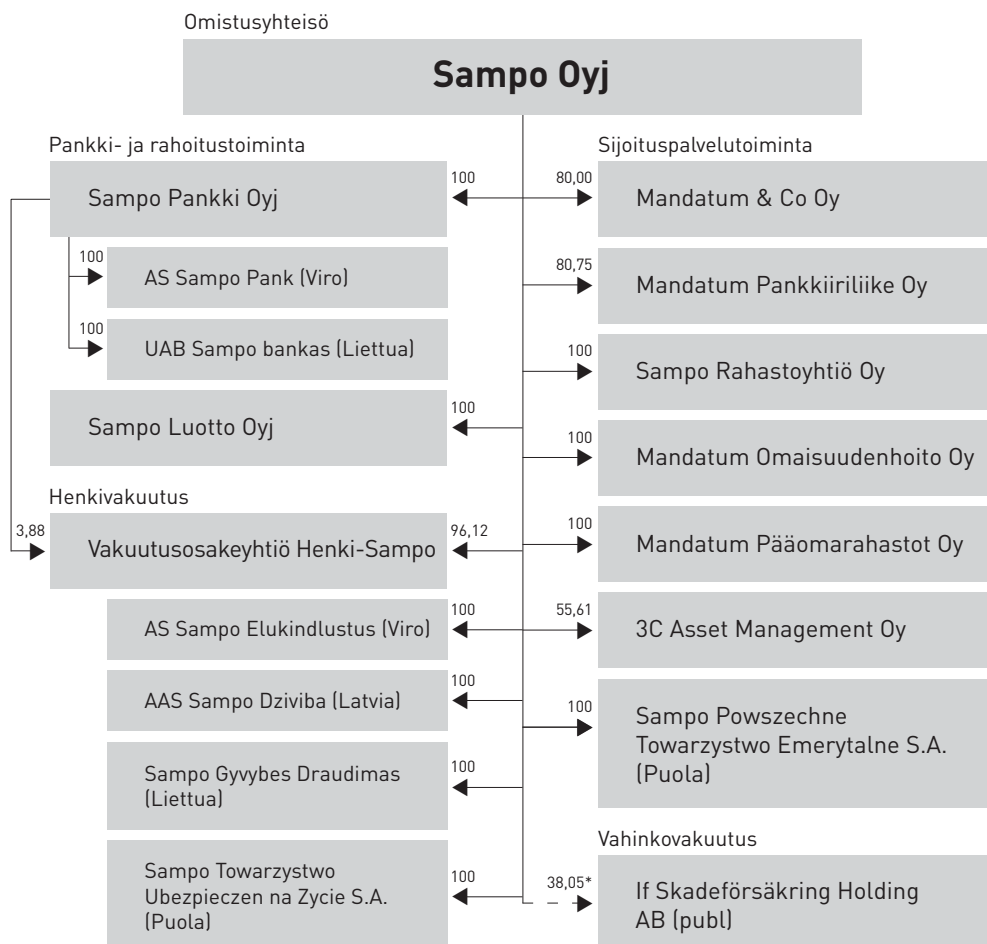 Omistusyhteisö
Sampo Oyj
Pankki- ja rahoitustoiminta
Sampo Pankki Oyj
100
100
AS Sampo Pank (Viro)
100
UAB Sampo bankas (Liettua)
Sampo Luotto Oyj
100
Henkivakuutus
3,88
Vakuutusosakeyhtiö Henki-Sampo
96,12
AS Sampo Elukindlustus (Viro)
100
AAS Sampo Dziviba (Latvia)
100
Sampo Gyvybes Draudimas
(Liettua)
100
Sampo Towarzystwo
Ubezpieczen na Zycie S.A.
(Puola)
100
Sijoituspalvelutoiminta
80,00
Mandatum & Co Oy
80,75
Mandatum Pankkiiriliike Oy
100
Sampo Rahastoyhtiö Oy
100
Mandatum Omaisuudenhoito Oy
100
Mandatum Pääomarahastot Oy
55,61
3C Asset Management Oy
100
Sampo Powszechne
Towarzystwo Emerytalne S.A.
(Puola)
Vahinkovakuutus
38,05*
If Skadeförsäkring Holding
AB (publ)